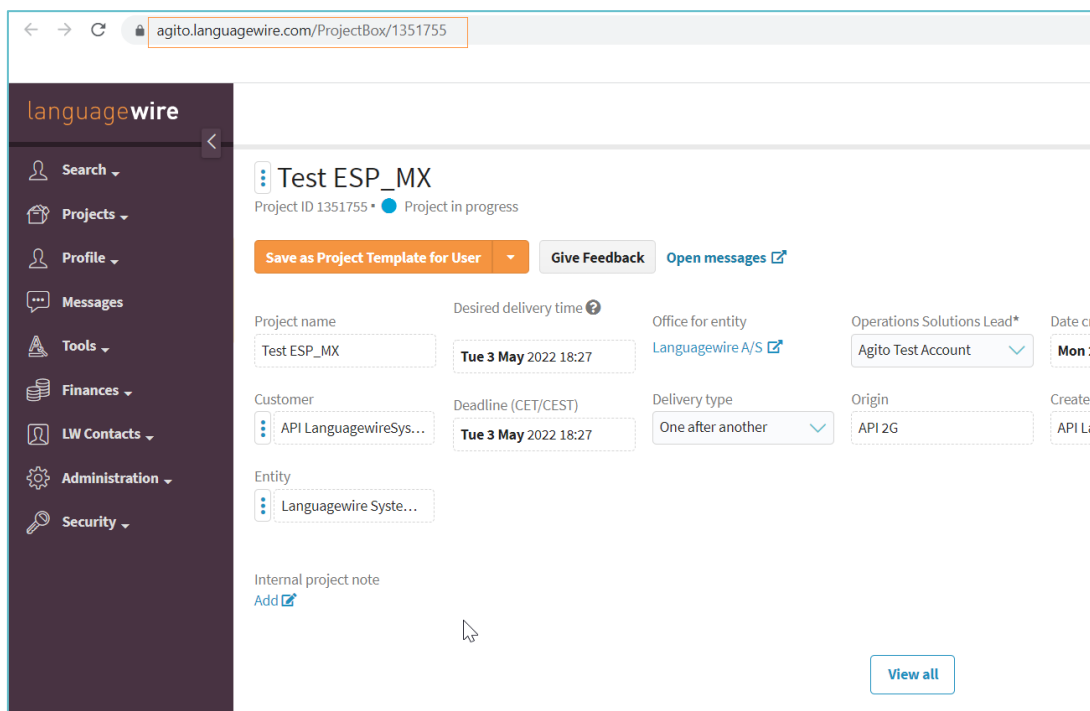 agito.languagewire.com/ProjectBox/1351755
languagewire
Search
Projects
Profile
Messages
Tools
Finances
LW Contacts
Administration
Security
Test ESP_MX
Project ID 1351755 • Project in progress
Save as Project Template for User
Give Feedback
Open messages
Project name
Test ESP_MX
Desired delivery time
Tue 3 May 2022 18:27
Office for entity
Languagewire A/S
Operations Solutions Lead*
Agito Test Account
Date c
Mon
Customer
API LanguagewireSys...
Deadline (CET/CEST)
Tue 3 May 2022 18:27
Delivery type
One after another
Origin
API 2G
Create
API L
Entity
Languagewire Syste...
Internal project note
Add
View all